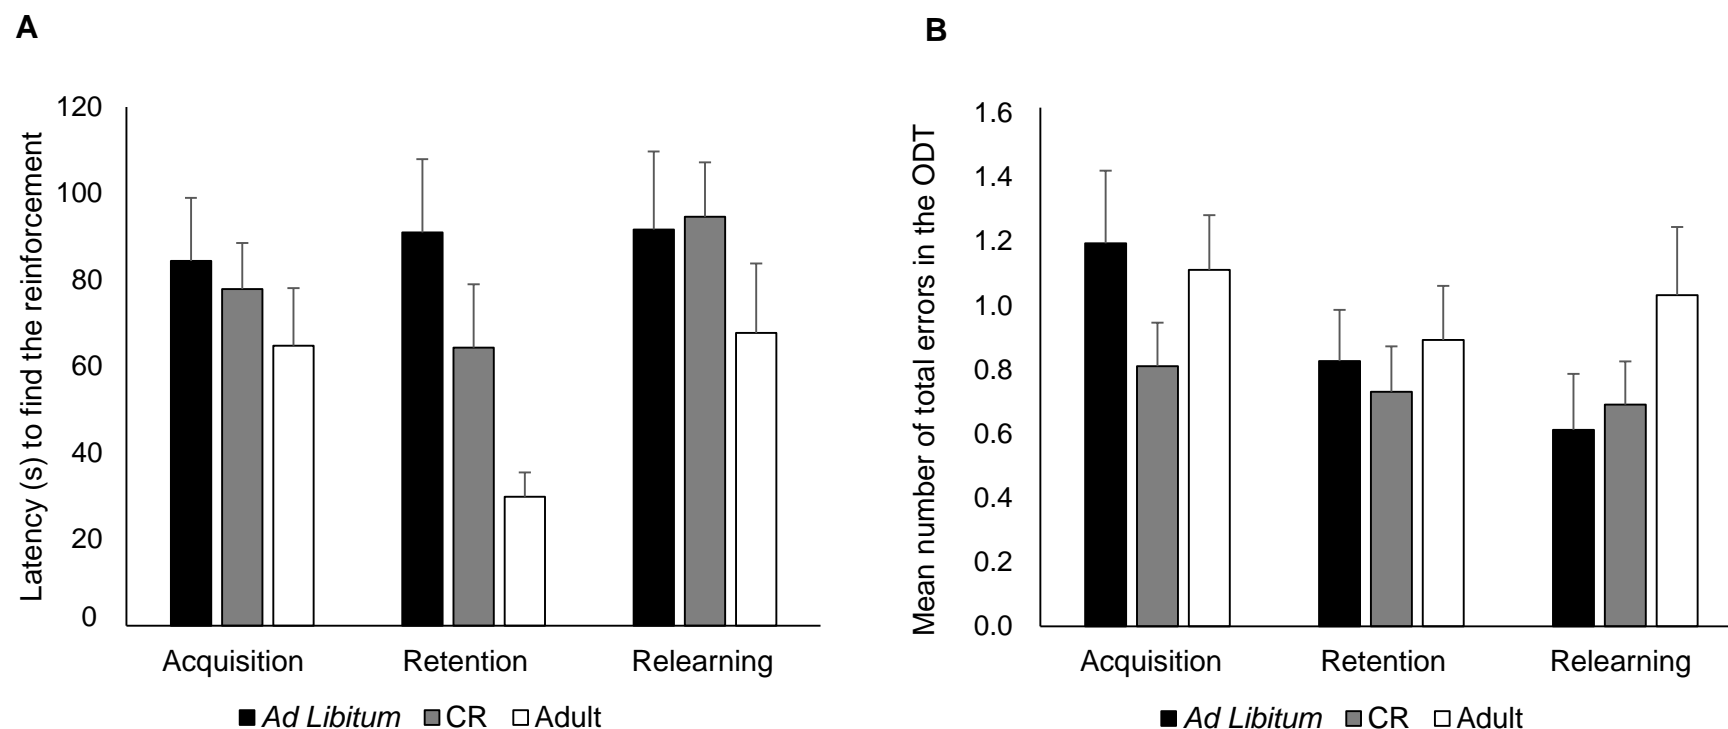 A
Latency (s) to find the reinforcement
120
100
80
60
40
20
0
Acquisition Retention Relearning
Ad Libitum CR Adult
B
Mean number of total errors in the ODT
1.6
1.4
1.2
1.0
0.8
0.6
0.4
0.2
0.0
Acquisition Retention Relearning
Ad Libitum CR Adult